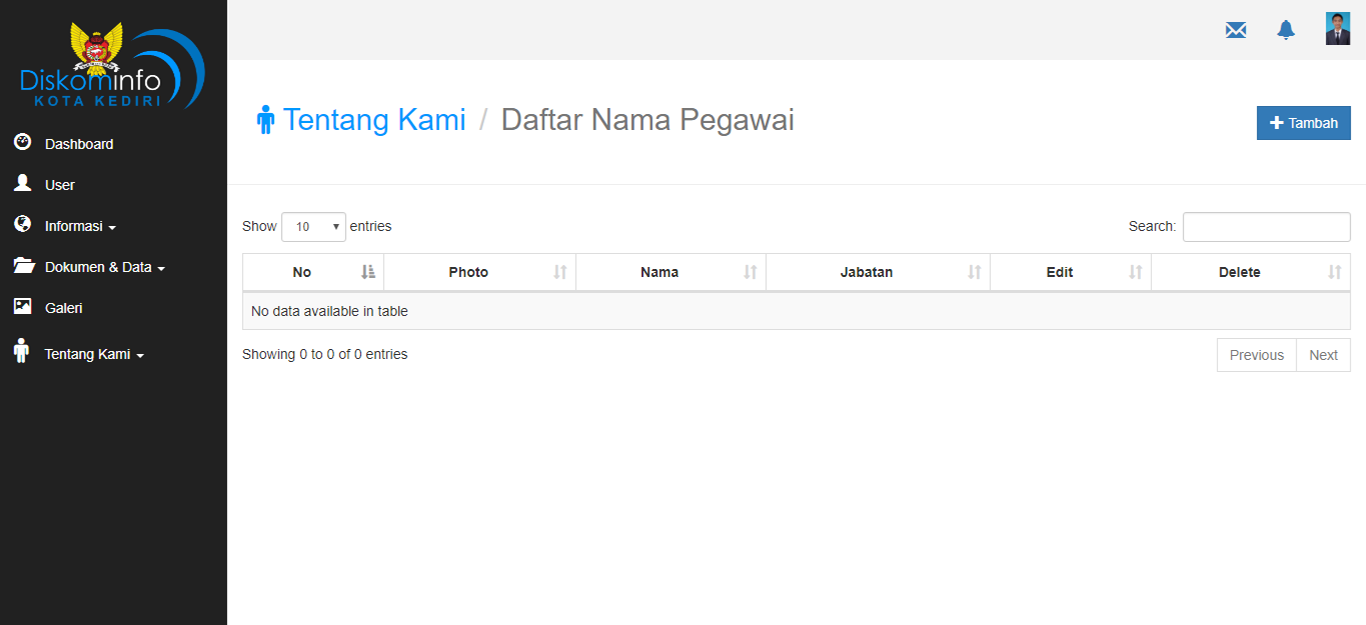 Diskominfo
KOTA KEDIRI
Dashboard
User
Informasi
Dokumen & Data
Galeri
Tentang Kami
Tentang Kami / Daftar Nama Pegawai
Tambah
Show 10 entries
Search:
No Photo Nama Jabatan Edit Delete
No data available in table
Showing 0 to 0 of 0 entries
Previous Next